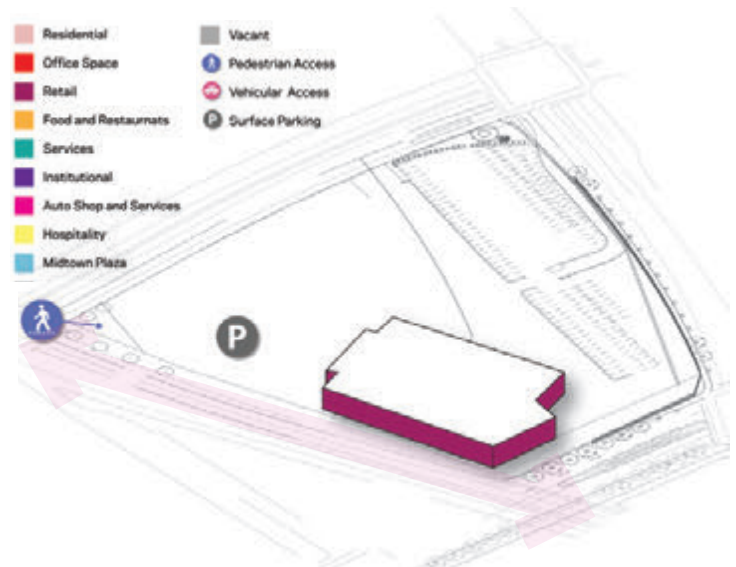 Residential
Office Space
Retail
Food and Restaurnats
Services
Institutional
Auto Shop and Services
Hospitality
Midtown Plaza
Vacant
Pedestrian Access
Vehicular Access
P Surface Parking
P